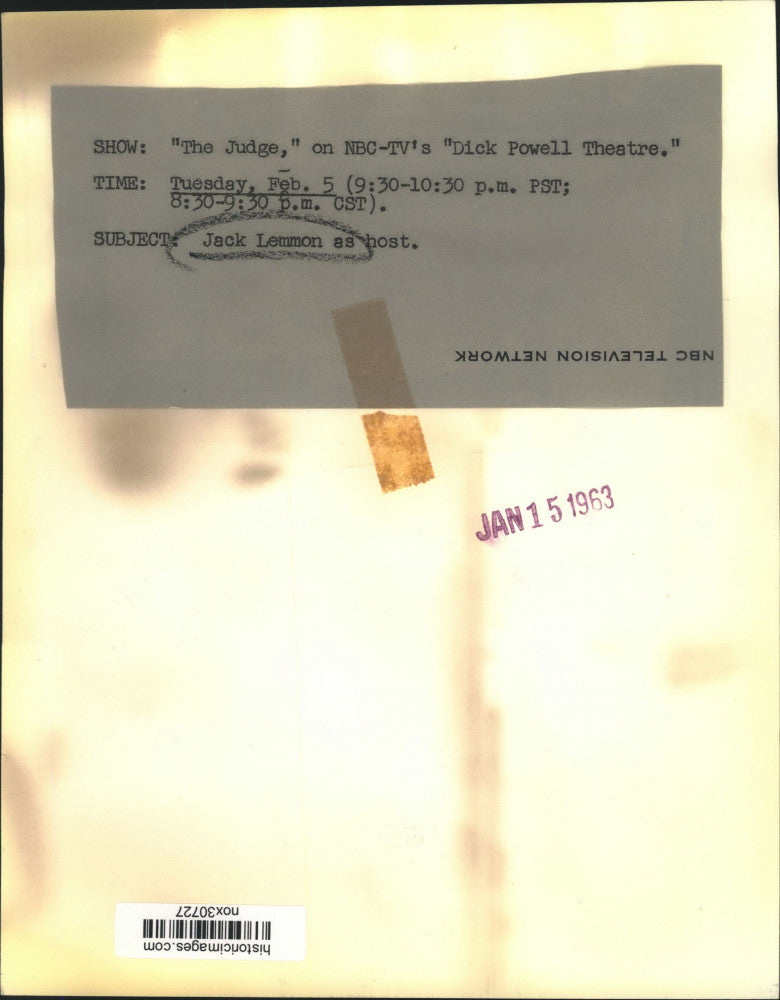 SHOW: "The Judge," on NBC-TV's "Dick Powell Theatre."
TIME: Tuesday, Feb. 5 (9:30-10:30 p.m. PST;
8:30-9:30 p.m. CST).
SUBJECT: Jack Lemmon as host.
NBC TELEVISION NETWORK
JAN 15 1963
historicimages.com
nox30727